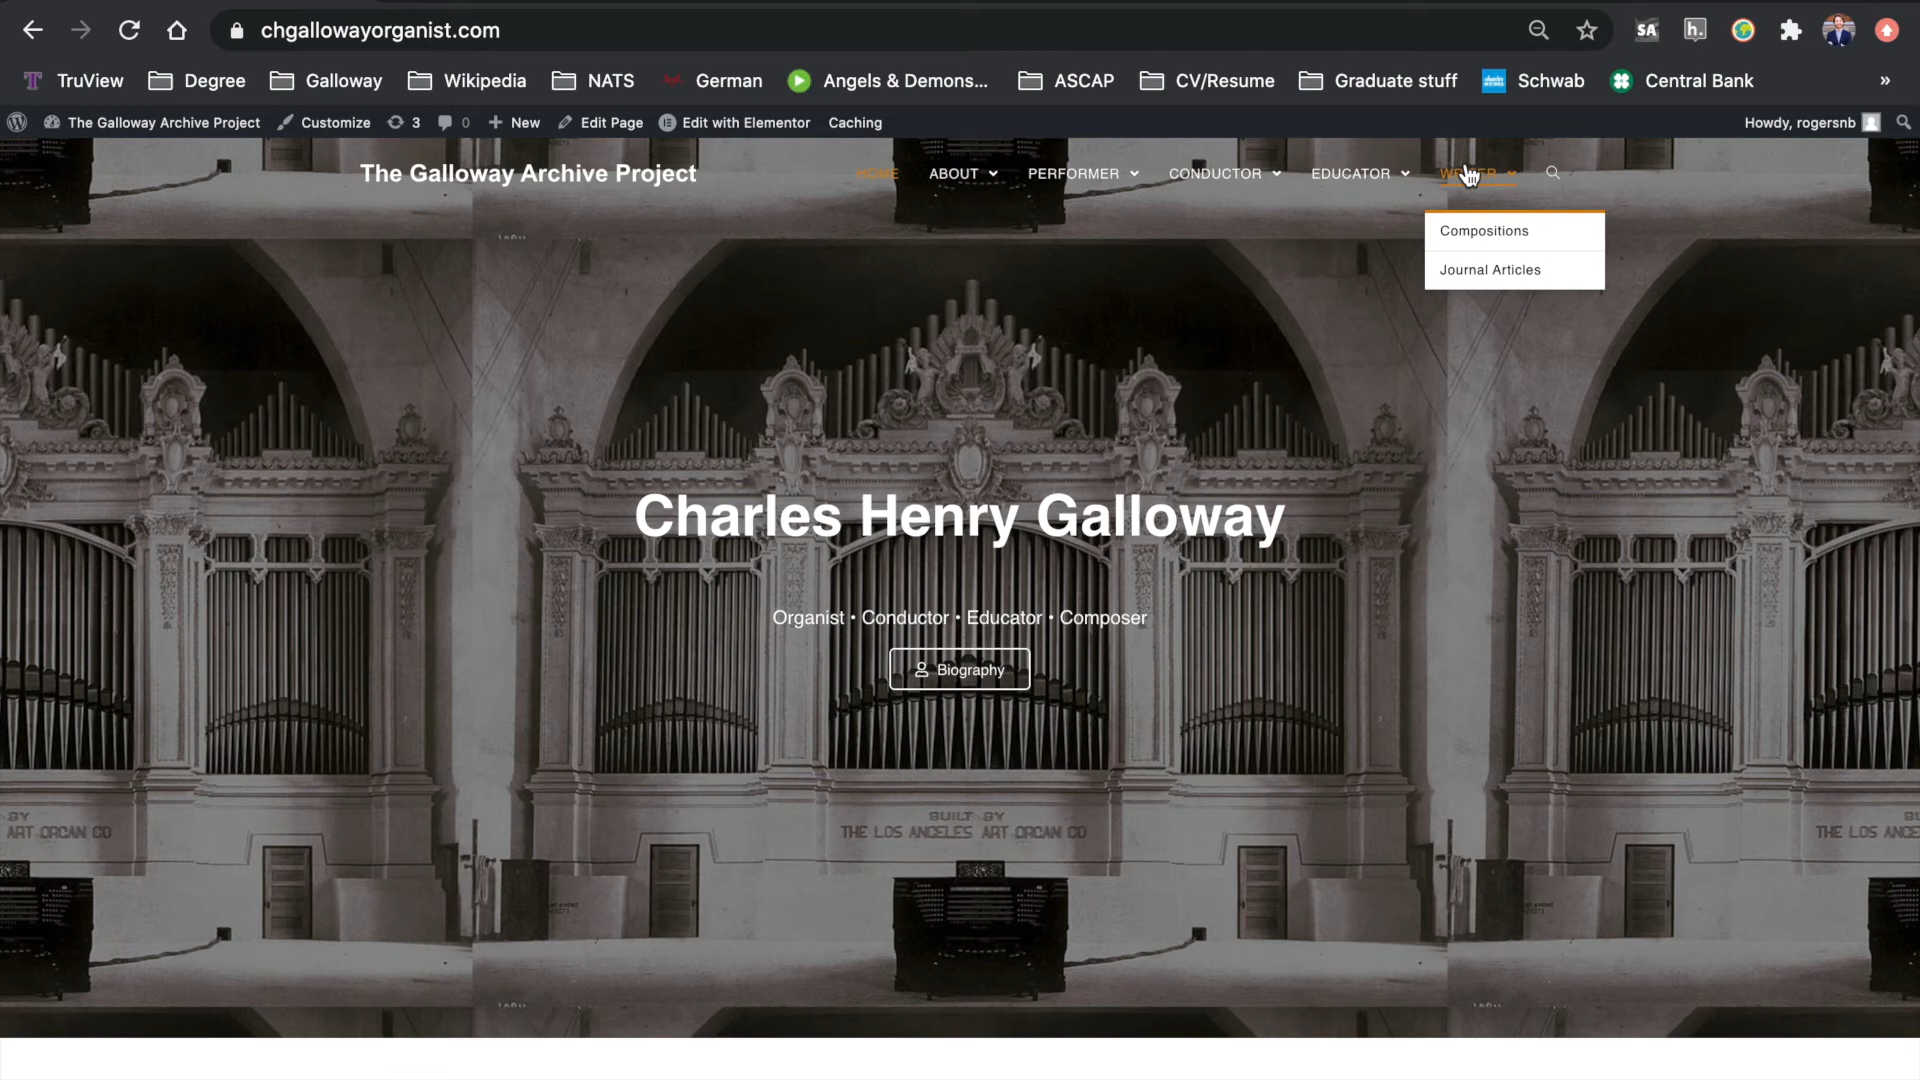 chgallowayorganist.com
SA
h.
TruView Degree Galloway Wikipedia NATS German Angels & Demons... ASCAP CV/Resume Graduate stuff Schwab Central Bank »
The Galloway Archive Project Customize 3 0 New Edit Page Edit with Elementor Caching Howdy, rogersnb
The Galloway Archive Project
HOME ABOUT PERFORMER CONDUCTOR EDUCATOR
Compositions
Journal Articles
Charles Henry Galloway
Organist • Conductor • Educator • Composer
Biography
BY
ART ORGAN CO
BUILT BY
THE LOS ANGELES ART ORGAN CO
BU
THE LOS ANGE